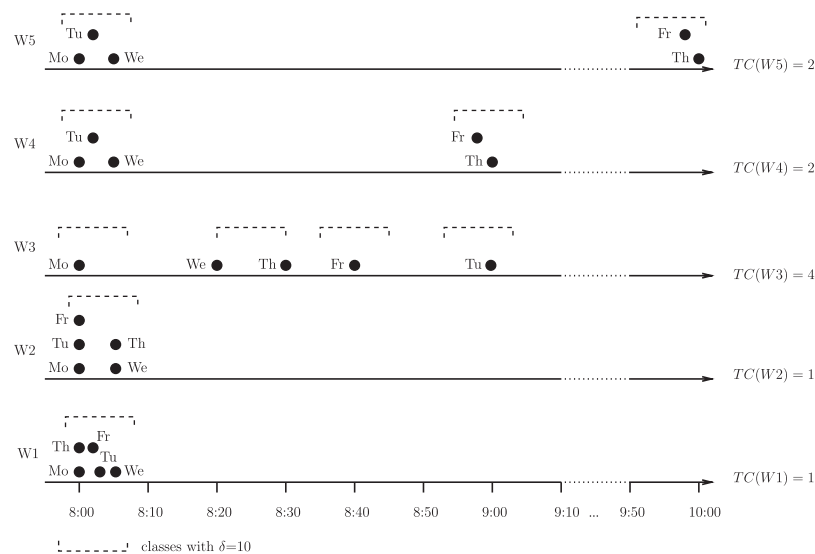 W5
Tu
Mo We
Fr
Th
TC(W5) = 2
W4
Tu
Mo We
Fr
Th
TC(W4) = 2
W3
Mo We Th Fr Tu
TC(W3) = 4
W2
Fr
Tu Th
Mo We
TC(W2) = 1
W1
Th Fr
Tu
Mo We
TC(W1) = 1
8:00 8:10 8:20 8:30 8:40 8:50 9:00 9:10 ... 9:50 10:00
classes with δ=10